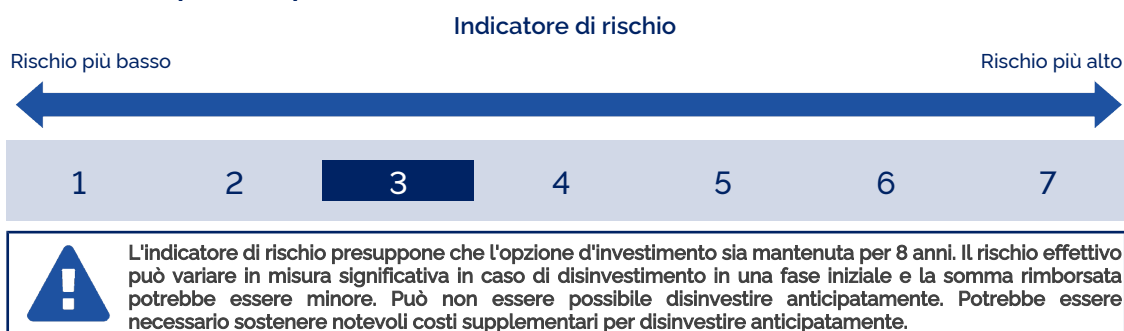 Indicatore di rischio
Rischio più basso
Rischio più alto
1 2 3 4 5 6 7
L'indicatore di rischio presuppone che l'opzione d'investimento sia mantenuta per 8 anni. Il rischio effettivo
può variare in misura significativa in caso di disinvestimento in una fase iniziale e la somma rimborsata
potrebbe essere minore. Può non essere possibile disinvestire anticipatamente. Potrebbe essere
necessario sostenere notevoli costi supplementari per disinvestire anticipatamente.